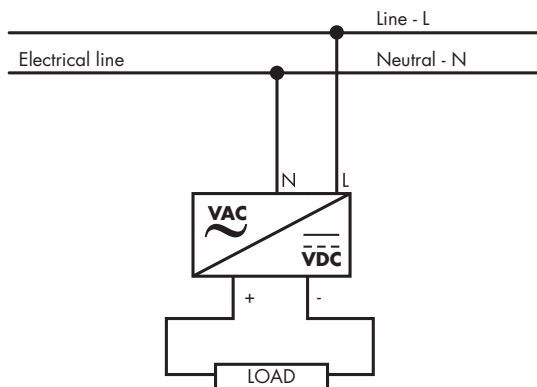 Line - L
Electrical line
Neutral - N
N
L
VAC
VDC
+
-
LOAD